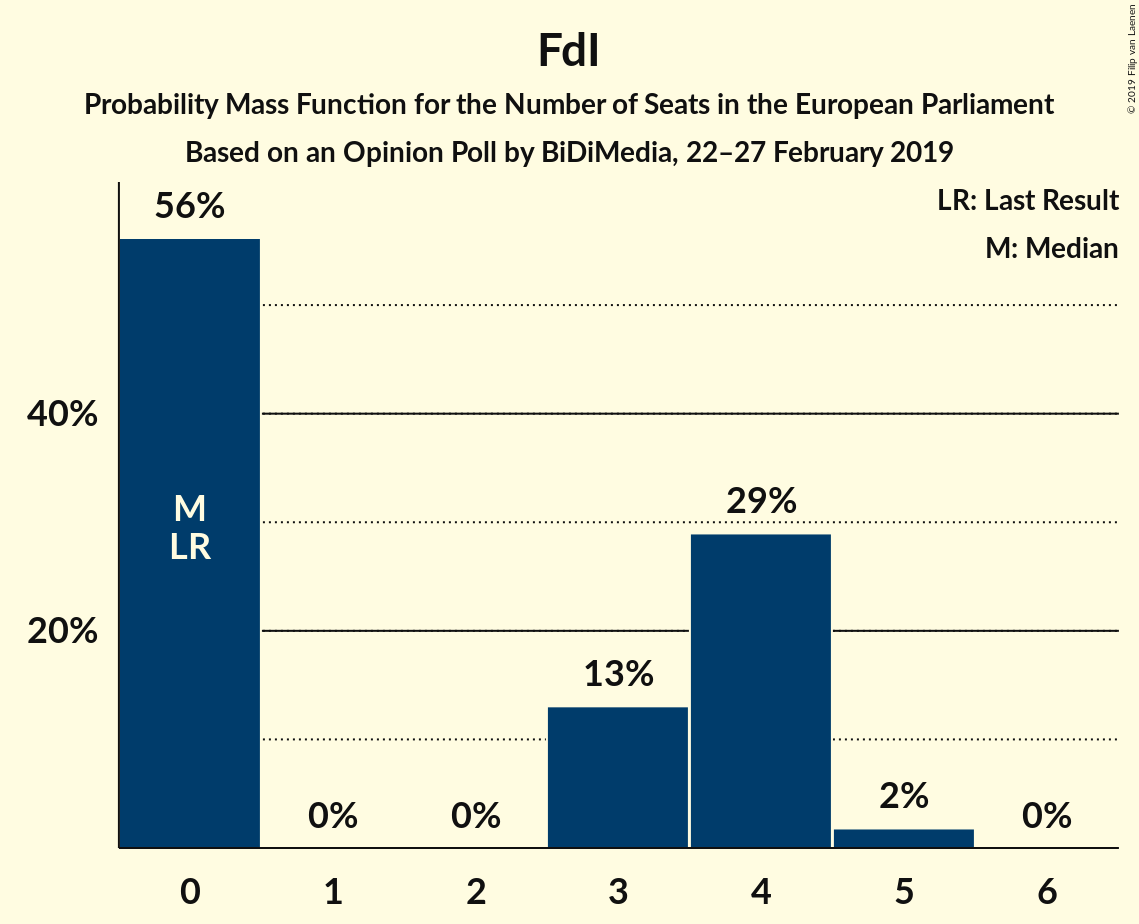 FdI
Probability Mass Function for the Number of Seats in the European Parliament
Based on an Opinion Poll by BiDiMedia, 22–27 February 2019
© 2019 Filip van Laenen
LR: Last Result
M: Median
56%
40%
20%
M
LR
0%
0%
13%
29%
2%
0%
0
1
2
3
4
5
6